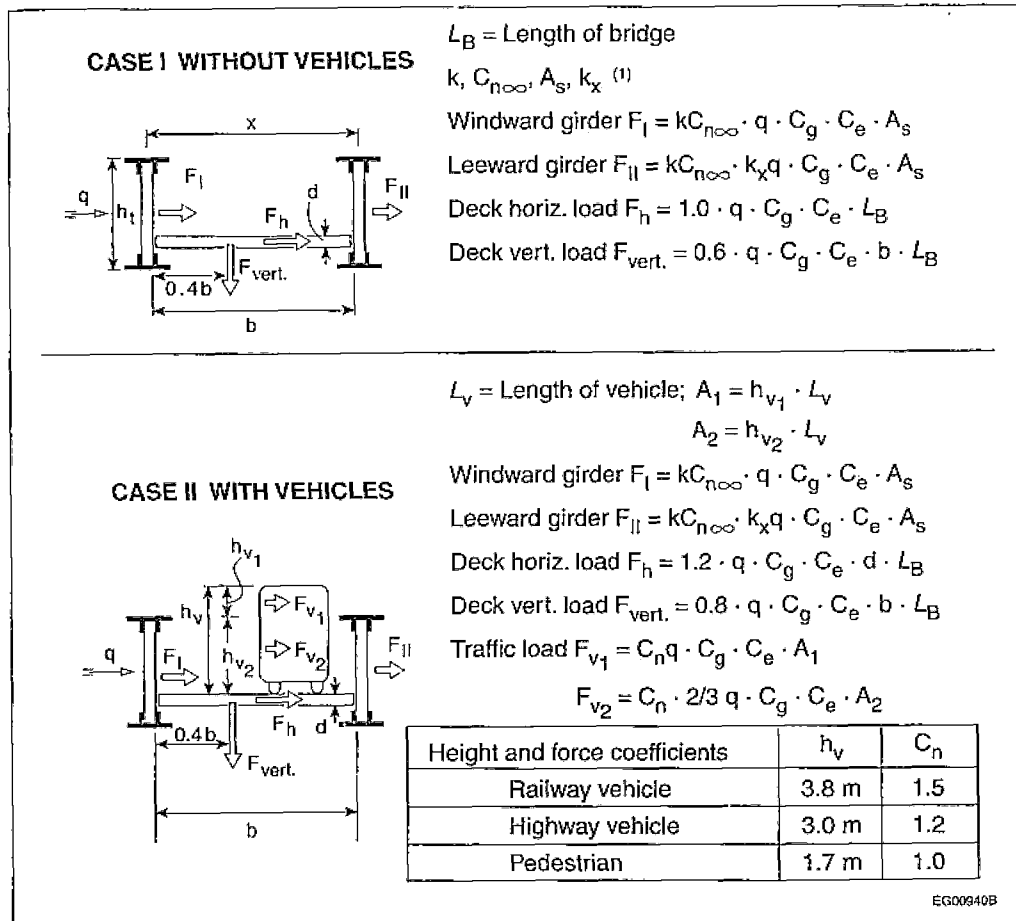 CASE I WITHOUT VEHICLES
L_B = Length of bridge
k, C_n∞, A_s, k_x (1)
Windward girder F_I = kC_n∞ · q · C_g · C_e · A_s
Leeward girder F_II = kC_n∞ · k_xq · C_g · C_e · A_s
Deck horiz. load F_h = 1.0 · q · C_g · C_e · L_B
Deck vert. load F_vert. = 0.6 · q · C_g · C_e · b · L_B
x
F_I
d
F_II
q
h_t
F_h
F_vert.
0.4b
b
CASE II WITH VEHICLES
L_v = Length of vehicle; A_1 = h_v1 · L_v
A_2 = h_v2 · L_v
Windward girder F_I = kC_n∞ · q · C_g · C_e · A_s
Leeward girder F_II = kC_n∞ · k_xq · C_g · C_e · A_s
Deck horiz. load F_h = 1.2 · q · C_g · C_e · d · L_B
Deck vert. load F_vert. = 0.8 · q · C_g · C_e · b · L_B
Traffic load F_v1 = C_nq · C_g · C_e · A_1
F_v2 = C_n · 2/3 q · C_g · C_e · A_2
h_v1
h_v
F_v1
h_v2
F_v2
F_II
q
F_I
F_h
d
0.4b
F_vert.
b
Height and force coefficients h_v C_n
Railway vehicle 3.8 m 1.5
Highway vehicle 3.0 m 1.2
Pedestrian 1.7 m 1.0
EG00940B